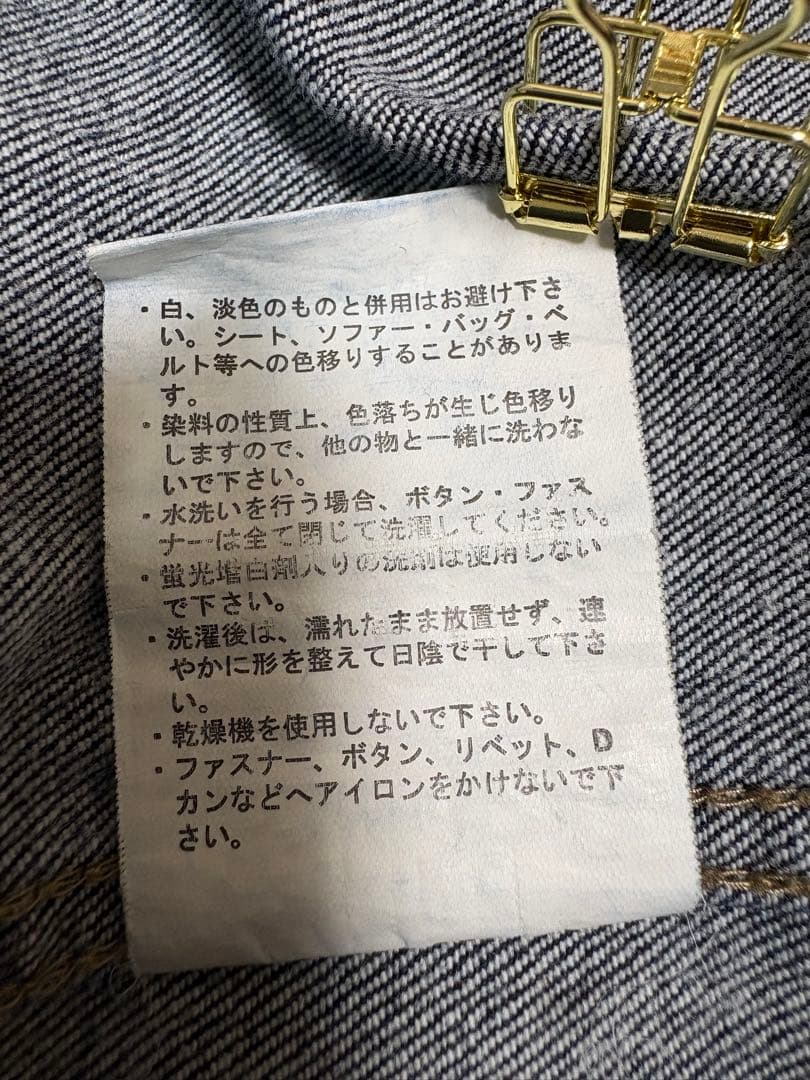 ・白、淡色のものと併用はお避け下さ
い。シート、ソファー・バッグ・ベ
ルト等への色移りすることがありま
す。
・染料の性質上、色落ちが生じ色移り
しますので、他の物と一緒に洗わな
いで下さい。
・水洗いを行う場合、ボタン・ファス
ナーは全て閉じて洗濯してください。
・蛍光増白剤入りの洗剤は使用しない
で下さい。
・洗濯後は、濡れたまま放置せず、速
やかに形を整えて日陰で干して下さ
い。
・乾燥機を使用しないで下さい。
・ファスナー、ボタン、リベット、D
カンなどへアイロンをかけないで下
さい。